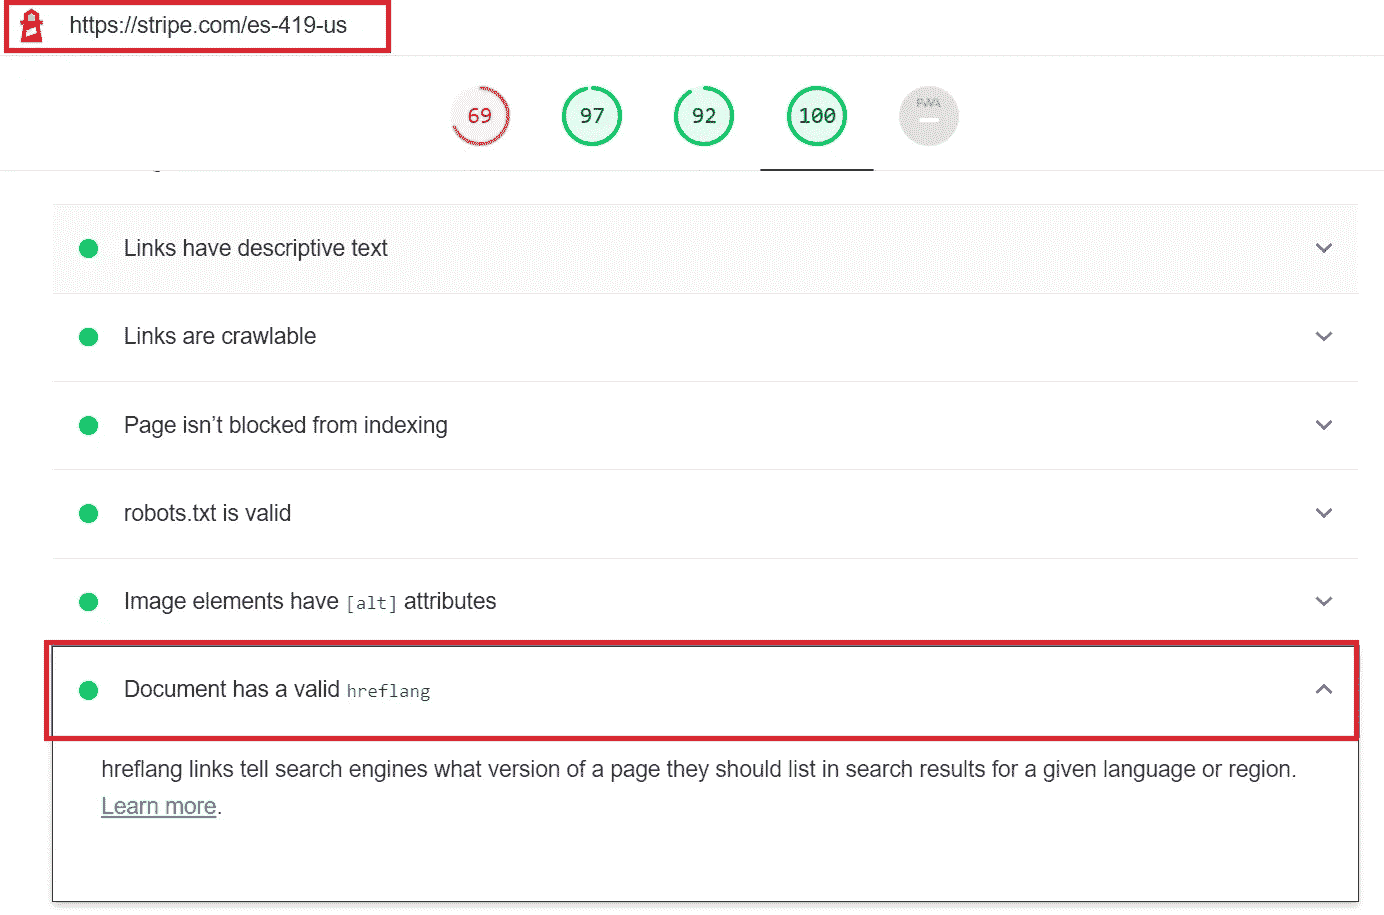 https://stripe.com/es-419-us
69 97 92 100 PWA
Links have descriptive text
Links are crawlable
Page isn’t blocked from indexing
robots.txt is valid
Image elements have [alt] attributes
Document has a valid hreflang
hreflang links tell search engines what version of a page they should list in search results for a given language or region.
Learn more.